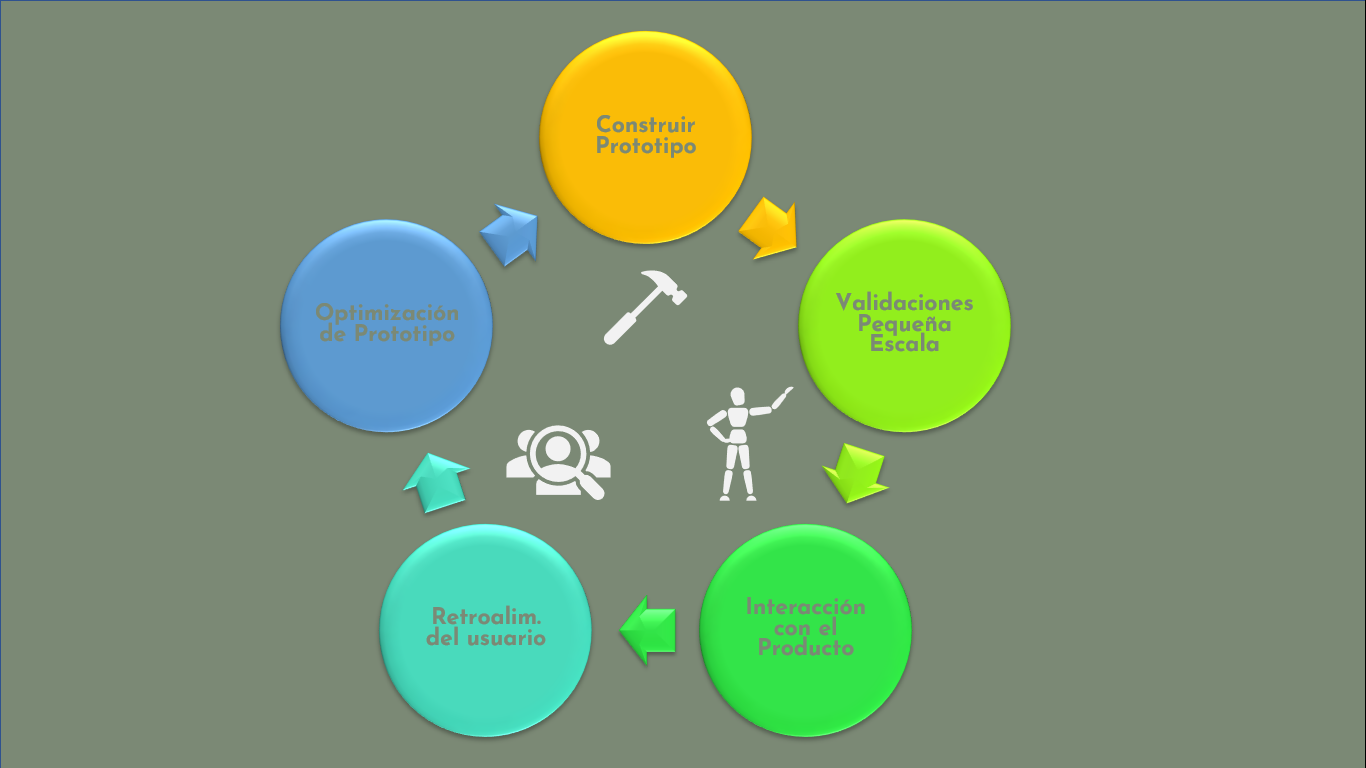 Construir
Prototipo
Validaciones
Pequeña
Escala
Interacción
con el
Producto
Retroalim.
del usuario
Optimización
de Prototipo